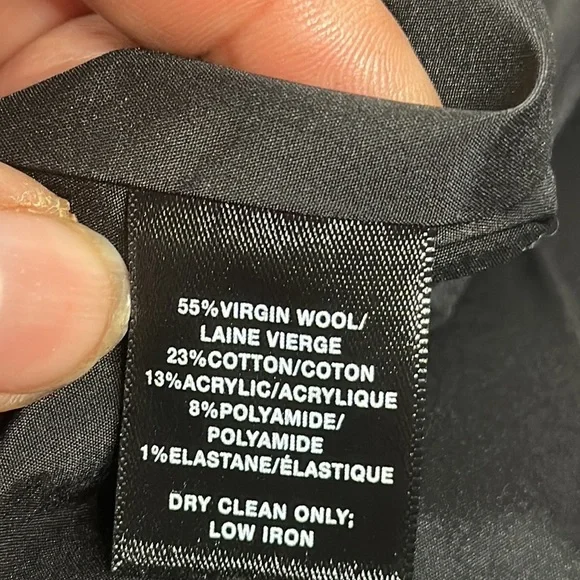 55%VIRGIN WOOL/
LAINE VIERGE
23%COTTON/COTON
13%ACRYLIC/ACRYLIQUE
8%POLYAMIDE/
POLYAMIDE
1%ELASTANE/ÉLASTIQUE
DRY CLEAN ONLY;
LOW IRON